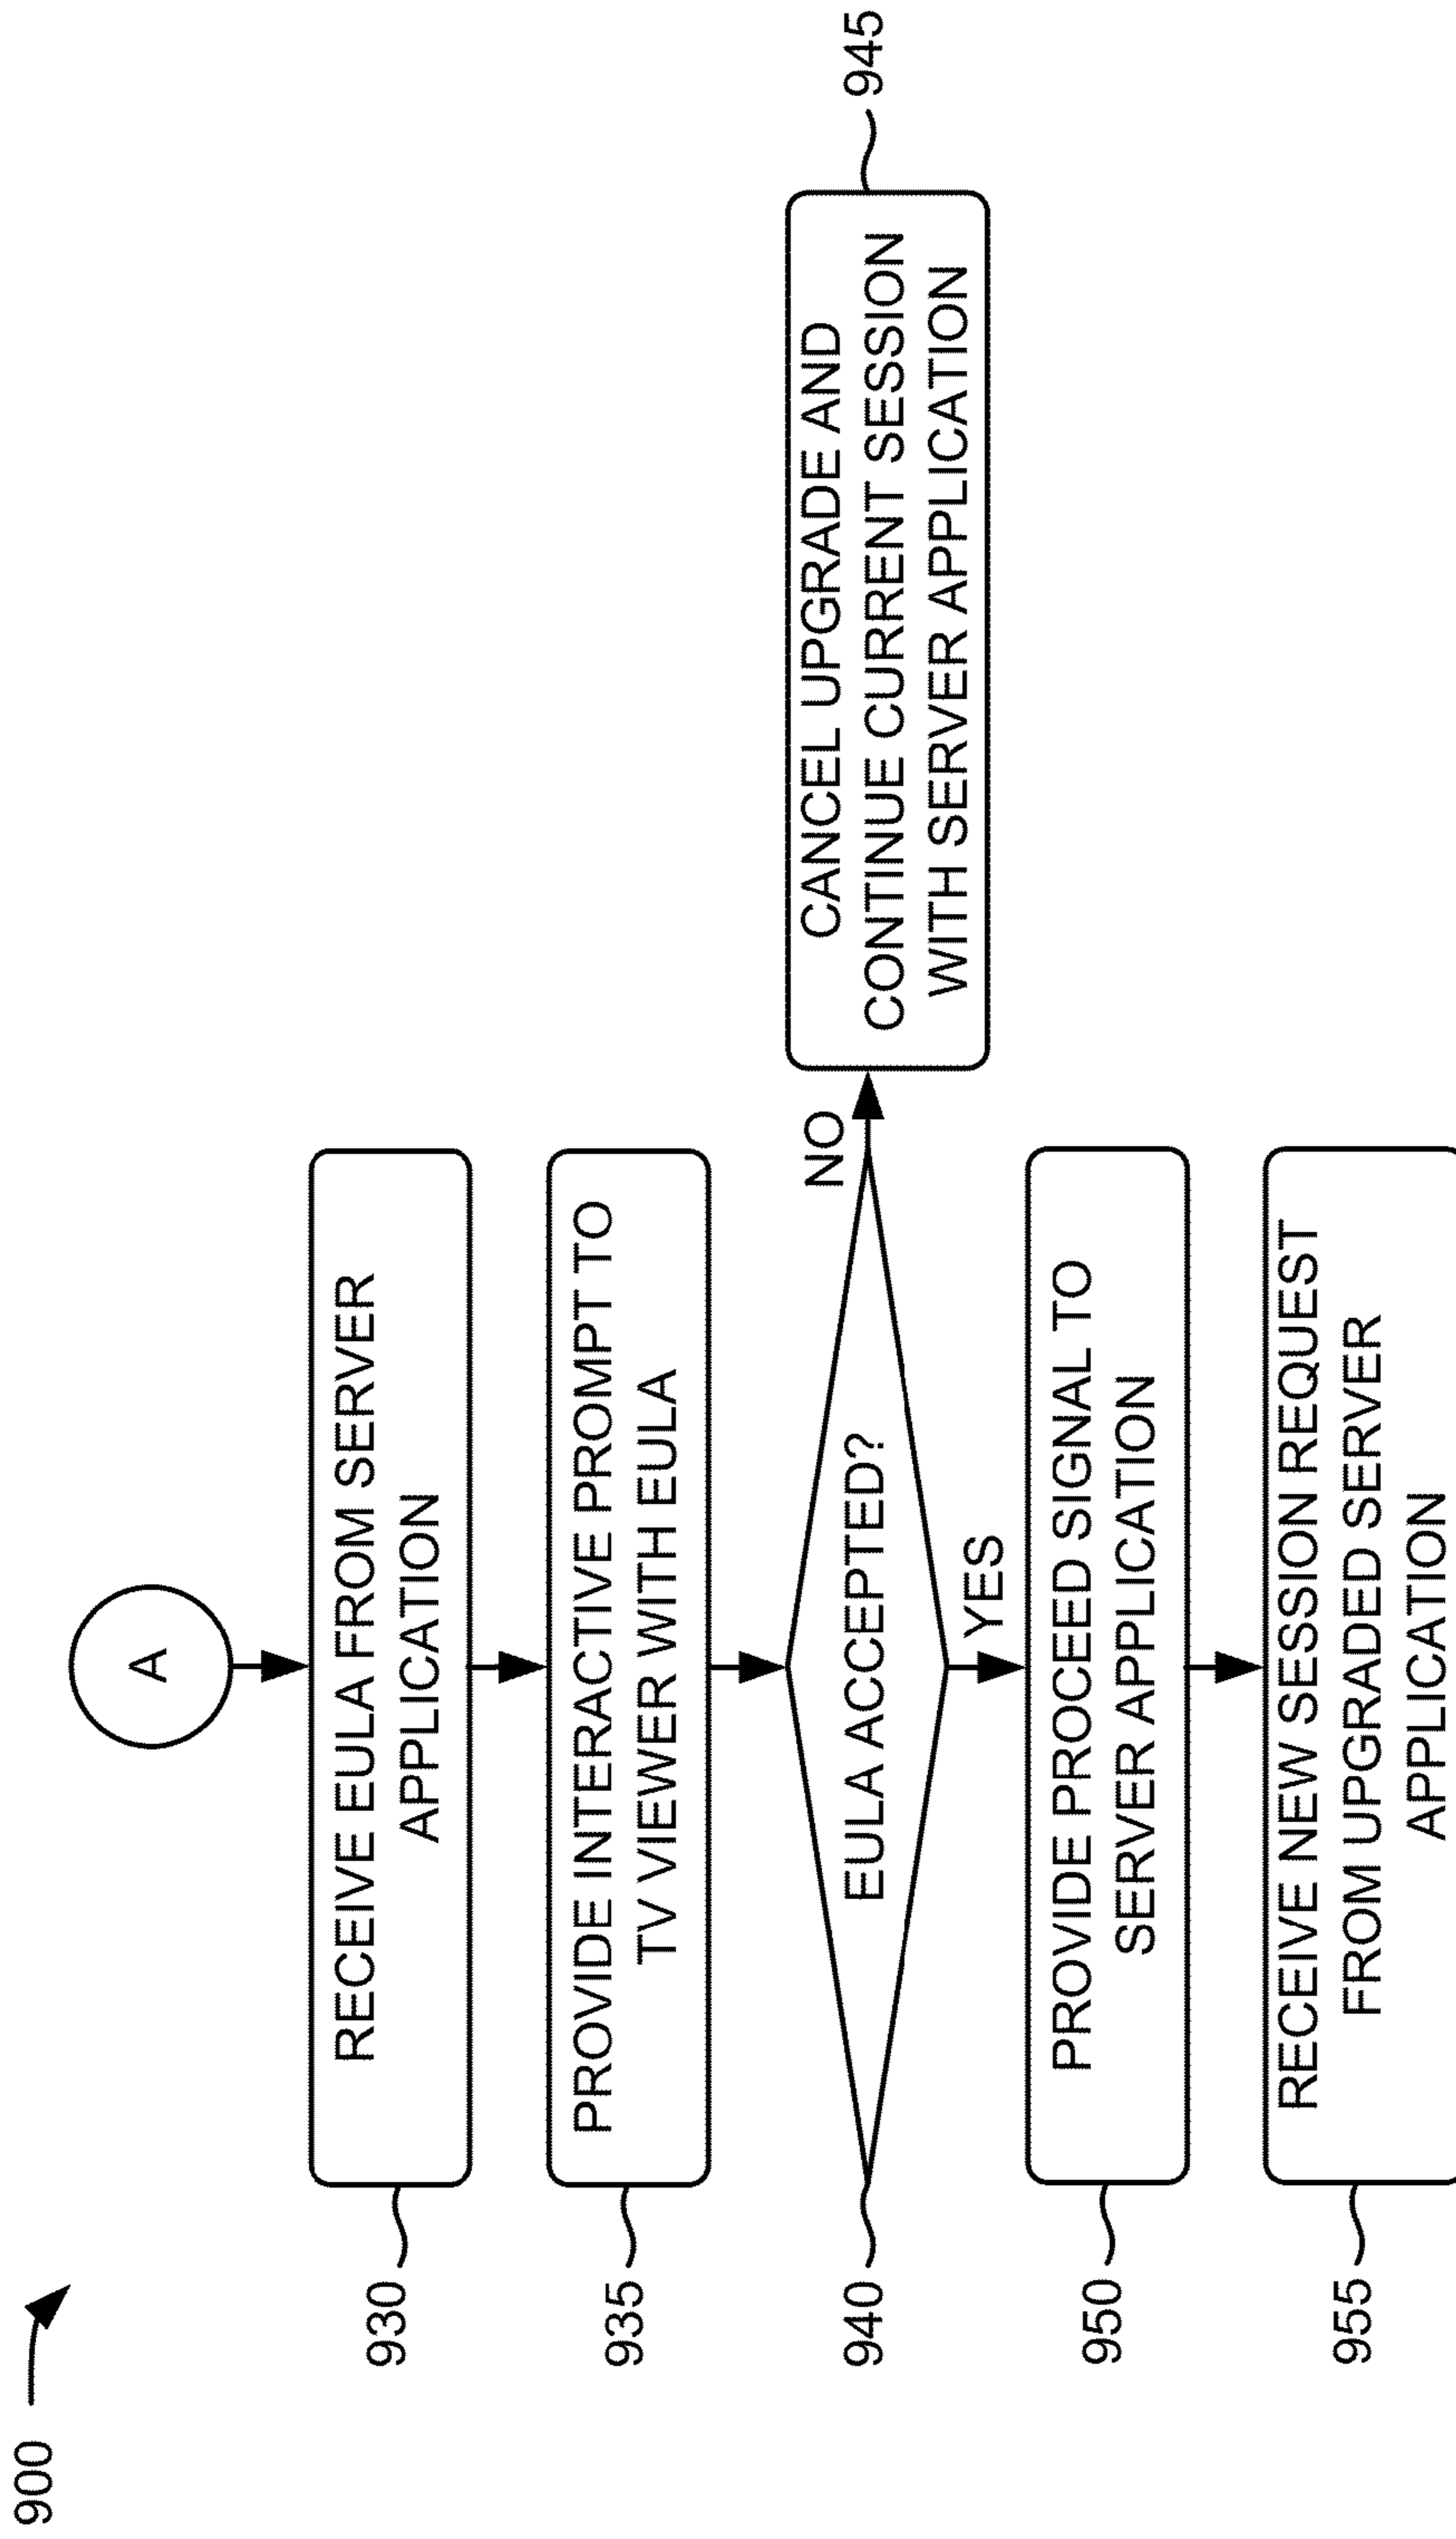 900
A
930
RECEIVE EULA FROM SERVER
APPLICATION
935
PROVIDE INTERACTIVE PROMPT TO
TV VIEWER WITH EULA
940
EULA ACCEPTED?
NO
CANCEL UPGRADE AND
CONTINUE CURRENT SESSION
WITH SERVER APPLICATION
945
YES
950
PROVIDE PROCEED SIGNAL TO
SERVER APPLICATION
955
RECEIVE NEW SESSION REQUEST
FROM UPGRADED SERVER
APPLICATION